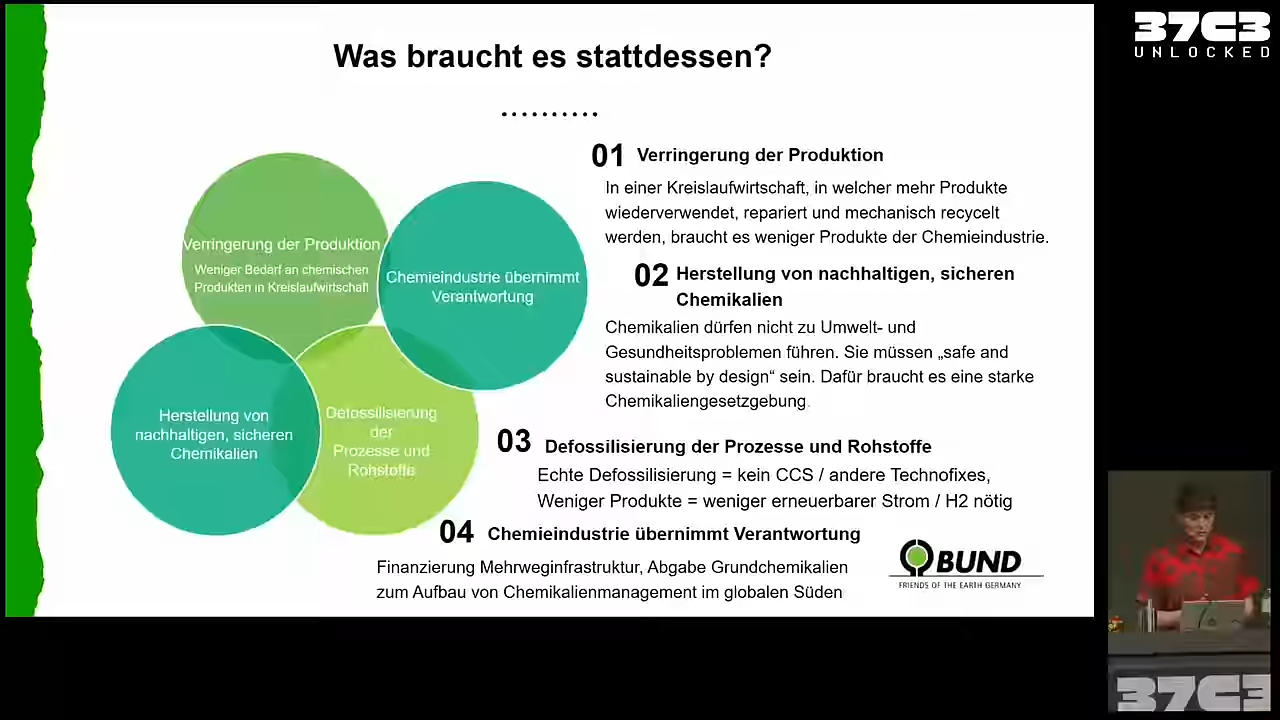 Was braucht es stattdessen?
37C3
UNLOCKED
Verringerung der Produktion
Weniger Bedarf an chemischen
Produkten in Kreislaufwirtschaft
Chemieindustrie übernimmt
Verantwortung
Herstellung von
nachhaltigen, sicheren
Chemikalien
Defossilisierung
der
Prozesse und
Rohstoffe
01 Verringerung der Produktion
In einer Kreislaufwirtschaft, in welcher mehr Produkte
wiederverwendet, repariert und mechanisch recycelt
werden, braucht es weniger Produkte der Chemieindustrie.
02 Herstellung von nachhaltigen, sicheren
Chemikalien
Chemikalien dürfen nicht zu Umwelt- und
Gesundheitsproblemen führen. Sie müssen „safe and
sustainable by design“ sein. Dafür braucht es eine starke
Chemikaliengesetzgebung.
03 Defossilisierung der Prozesse und Rohstoffe
Echte Defossilisierung = kein CCS / andere Technofixes,
Weniger Produkte = weniger erneuerbarer Strom / H2 nötig
04 Chemieindustrie übernimmt Verantwortung
Finanzierung Mehrweginfrastruktur, Abgabe Grundchemikalien
zum Aufbau von Chemikalienmanagement im globalen Süden
BUND
FRIENDS OF THE EARTH GERMANY
37C3